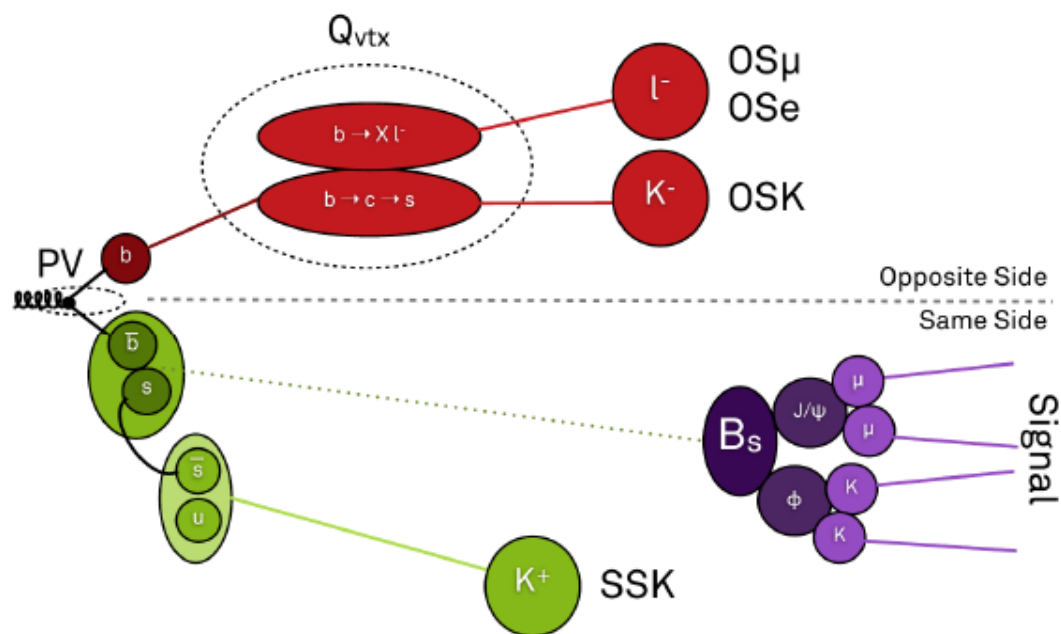 Qvtx
l⁻
OSμ
OSe
b → X l⁻
b → c → s
K⁻
OSK
b
PV
Opposite Side
Same Side
b̅
s
μ
J/ψ
μ
Bs
Signal
s̅
u
K
ϕ
K
K⁺
SSK